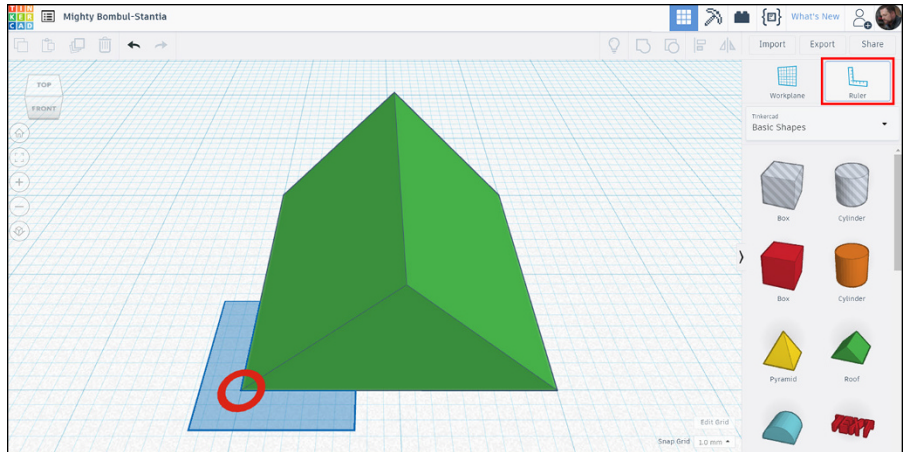 TIN
KER
CAD
Mighty Bombul-Stantia
What's New
Import
Export
Share
TOP
FRONT
Workplane
Ruler
Tinkercad
Basic Shapes
Box
Cylinder
Box
Cylinder
Pyramid
Roof
TEXT
Edit Grid
Snap Grid 1.0 mm